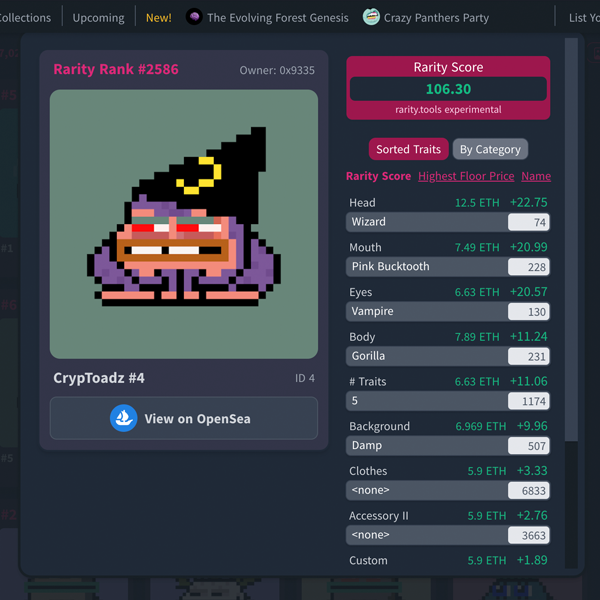 Collections Upcoming New! The Evolving Forest Genesis Crazy Panthers Party List Yo
Rarity Rank #2586 Owner: 0x9335
CrypToadz #4 ID 4
View on OpenSea
Rarity Score
106.30
rarity.tools experimental
Sorted Traits By Category
Rarity Score Highest Floor Price Name
Head 12.5 ETH +22.75
Wizard 74
Mouth 7.49 ETH +20.99
Pink Bucktooth 228
Eyes 6.63 ETH +20.57
Vampire 130
Body 7.89 ETH +11.24
Gorilla 231
# Traits 6.63 ETH +11.06
5 1174
Background 6.969 ETH +9.96
Damp 507
Clothes 5.9 ETH +3.33
<none> 6833
Accessory II 5.9 ETH +2.76
<none> 3663
Custom 5.9 ETH +1.89
#1
#6
#5
#2